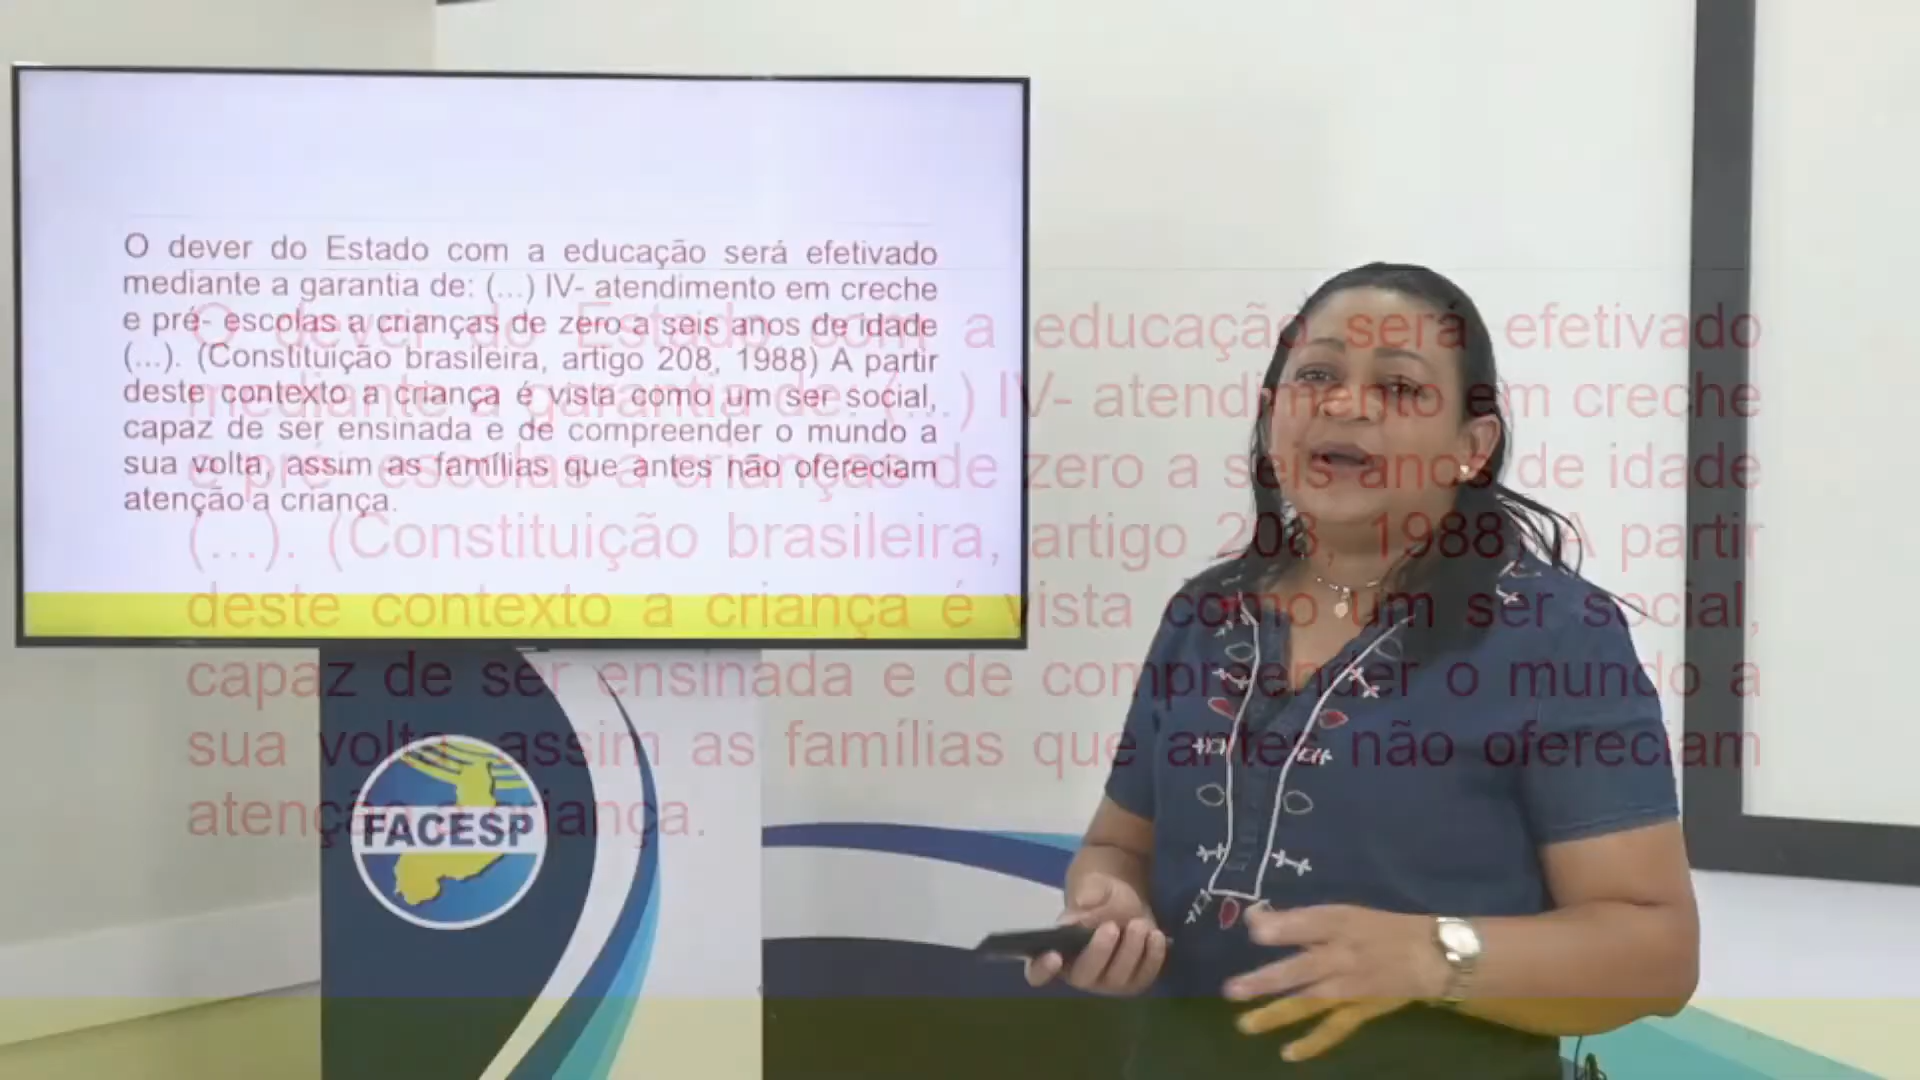 O dever do Estado com a educação será efetivado
mediante a garantia de: (...) IV- atendimento em creche
e pré- escolas a crianças de zero a seis anos de idade
(...). (Constituição brasileira, artigo 208, 1988) A partir
deste contexto a criança é vista como um ser social,
capaz de ser ensinada e de compreender o mundo a
sua volta, assim as famílias que antes não ofereciam
atenção a criança.
O dever do Estado com a educação será efetivado
mediante a garantia de: (...) IV- atendimento em creche
e pré- escolas a crianças de zero a seis anos de idade
(...). (Constituição brasileira, artigo 208, 1988) A partir
deste contexto a criança é vista como um ser social,
capaz de ser ensinada e de compreender o mundo a
sua volta, assim as famílias que antes não ofereciam
atenção a criança.
FACESP